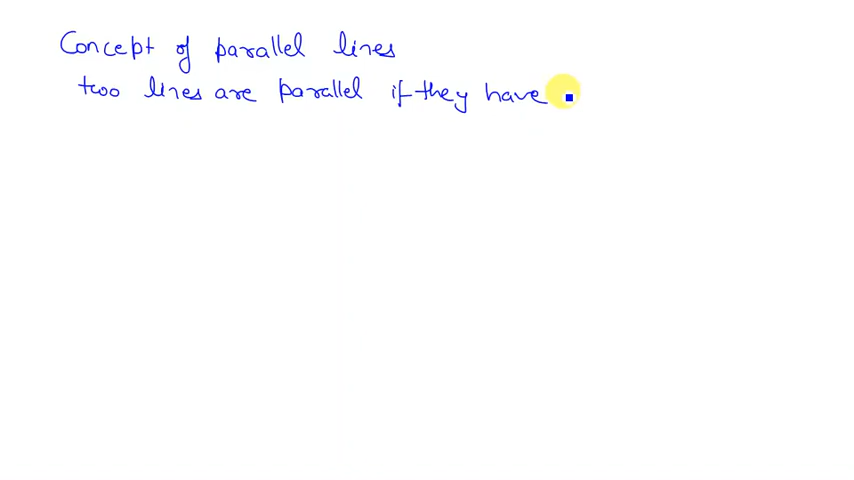 Concept of parallel lines
two lines are parallel if they have